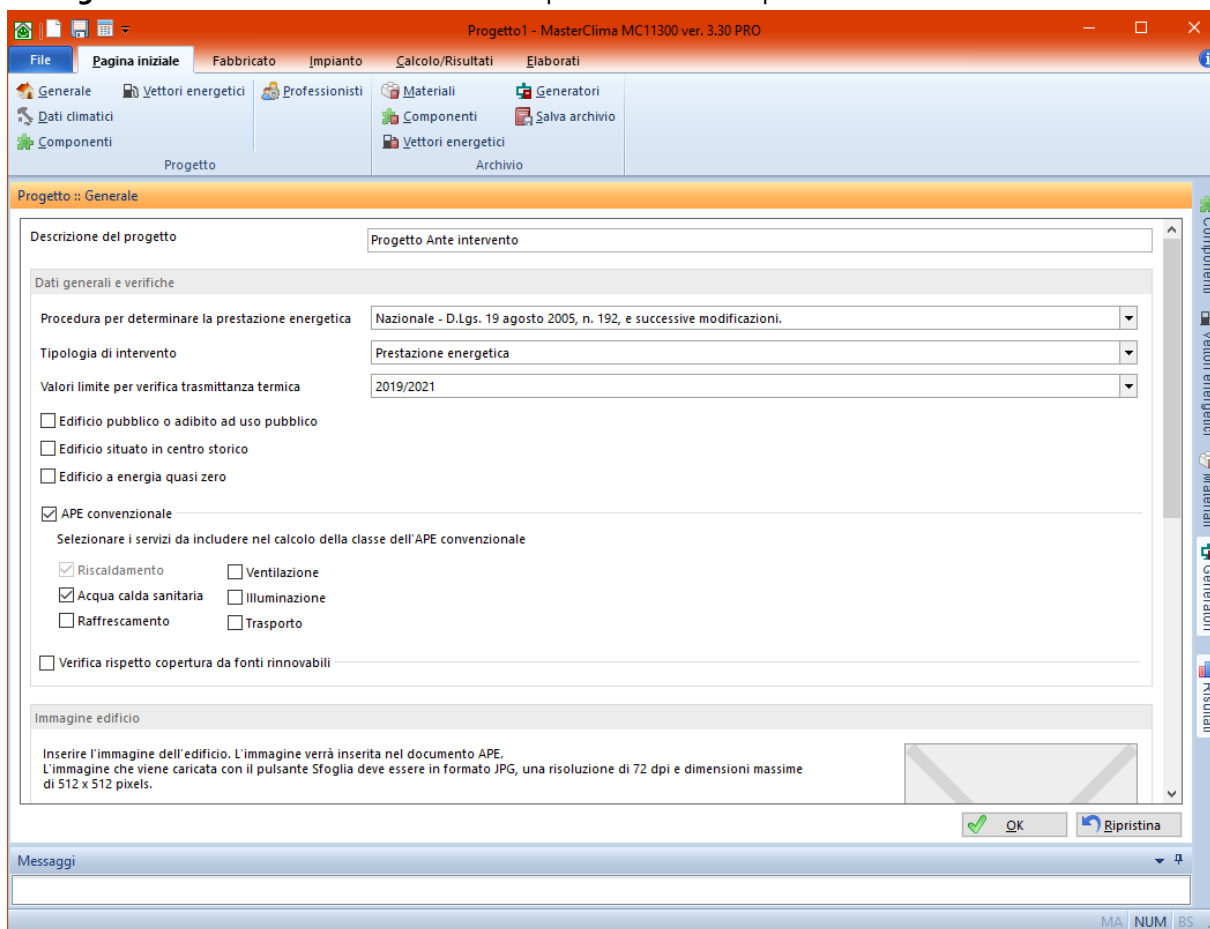 Progetto1 - MasterClima MC11300 ver. 3.30 PRO
File Pagina iniziale Fabbricato Impianto Calcolo/Risultati Elaborati
Generale Vettori energetici Professionisti Materiali Generatori
Dati climatici Componenti Salva archivio
Componenti Vettori energetici
Progetto Archivio
Progetto :: Generale
Descrizione del progetto Progetto Ante intervento
Dati generali e verifiche
Procedura per determinare la prestazione energetica Nazionale - D.Lgs. 19 agosto 2005, n. 192, e successive modificazioni.
Tipologia di intervento Prestazione energetica
Valori limite per verifica trasmittanza termica 2019/2021
Edificio pubblico o adibito ad uso pubblico
Edificio situato in centro storico
Edificio a energia quasi zero
APE convenzionale
Selezionare i servizi da includere nel calcolo della classe dell'APE convenzionale
Riscaldamento Ventilazione
Acqua calda sanitaria Illuminazione
Raffrescamento Trasporto
Verifica rispetto copertura da fonti rinnovabili
Immagine edificio
Inserire l'immagine dell'edificio. L'immagine verrà inserita nel documento APE.
L'immagine che viene caricata con il pulsante Sfoglia deve essere in formato JPG, una risoluzione di 72 dpi e dimensioni massime
di 512 x 512 pixels.
OK Ripristina
Componenti
Vettori energetici
Materiali
Generatori
Risultati
Messaggi
MA NUM BS